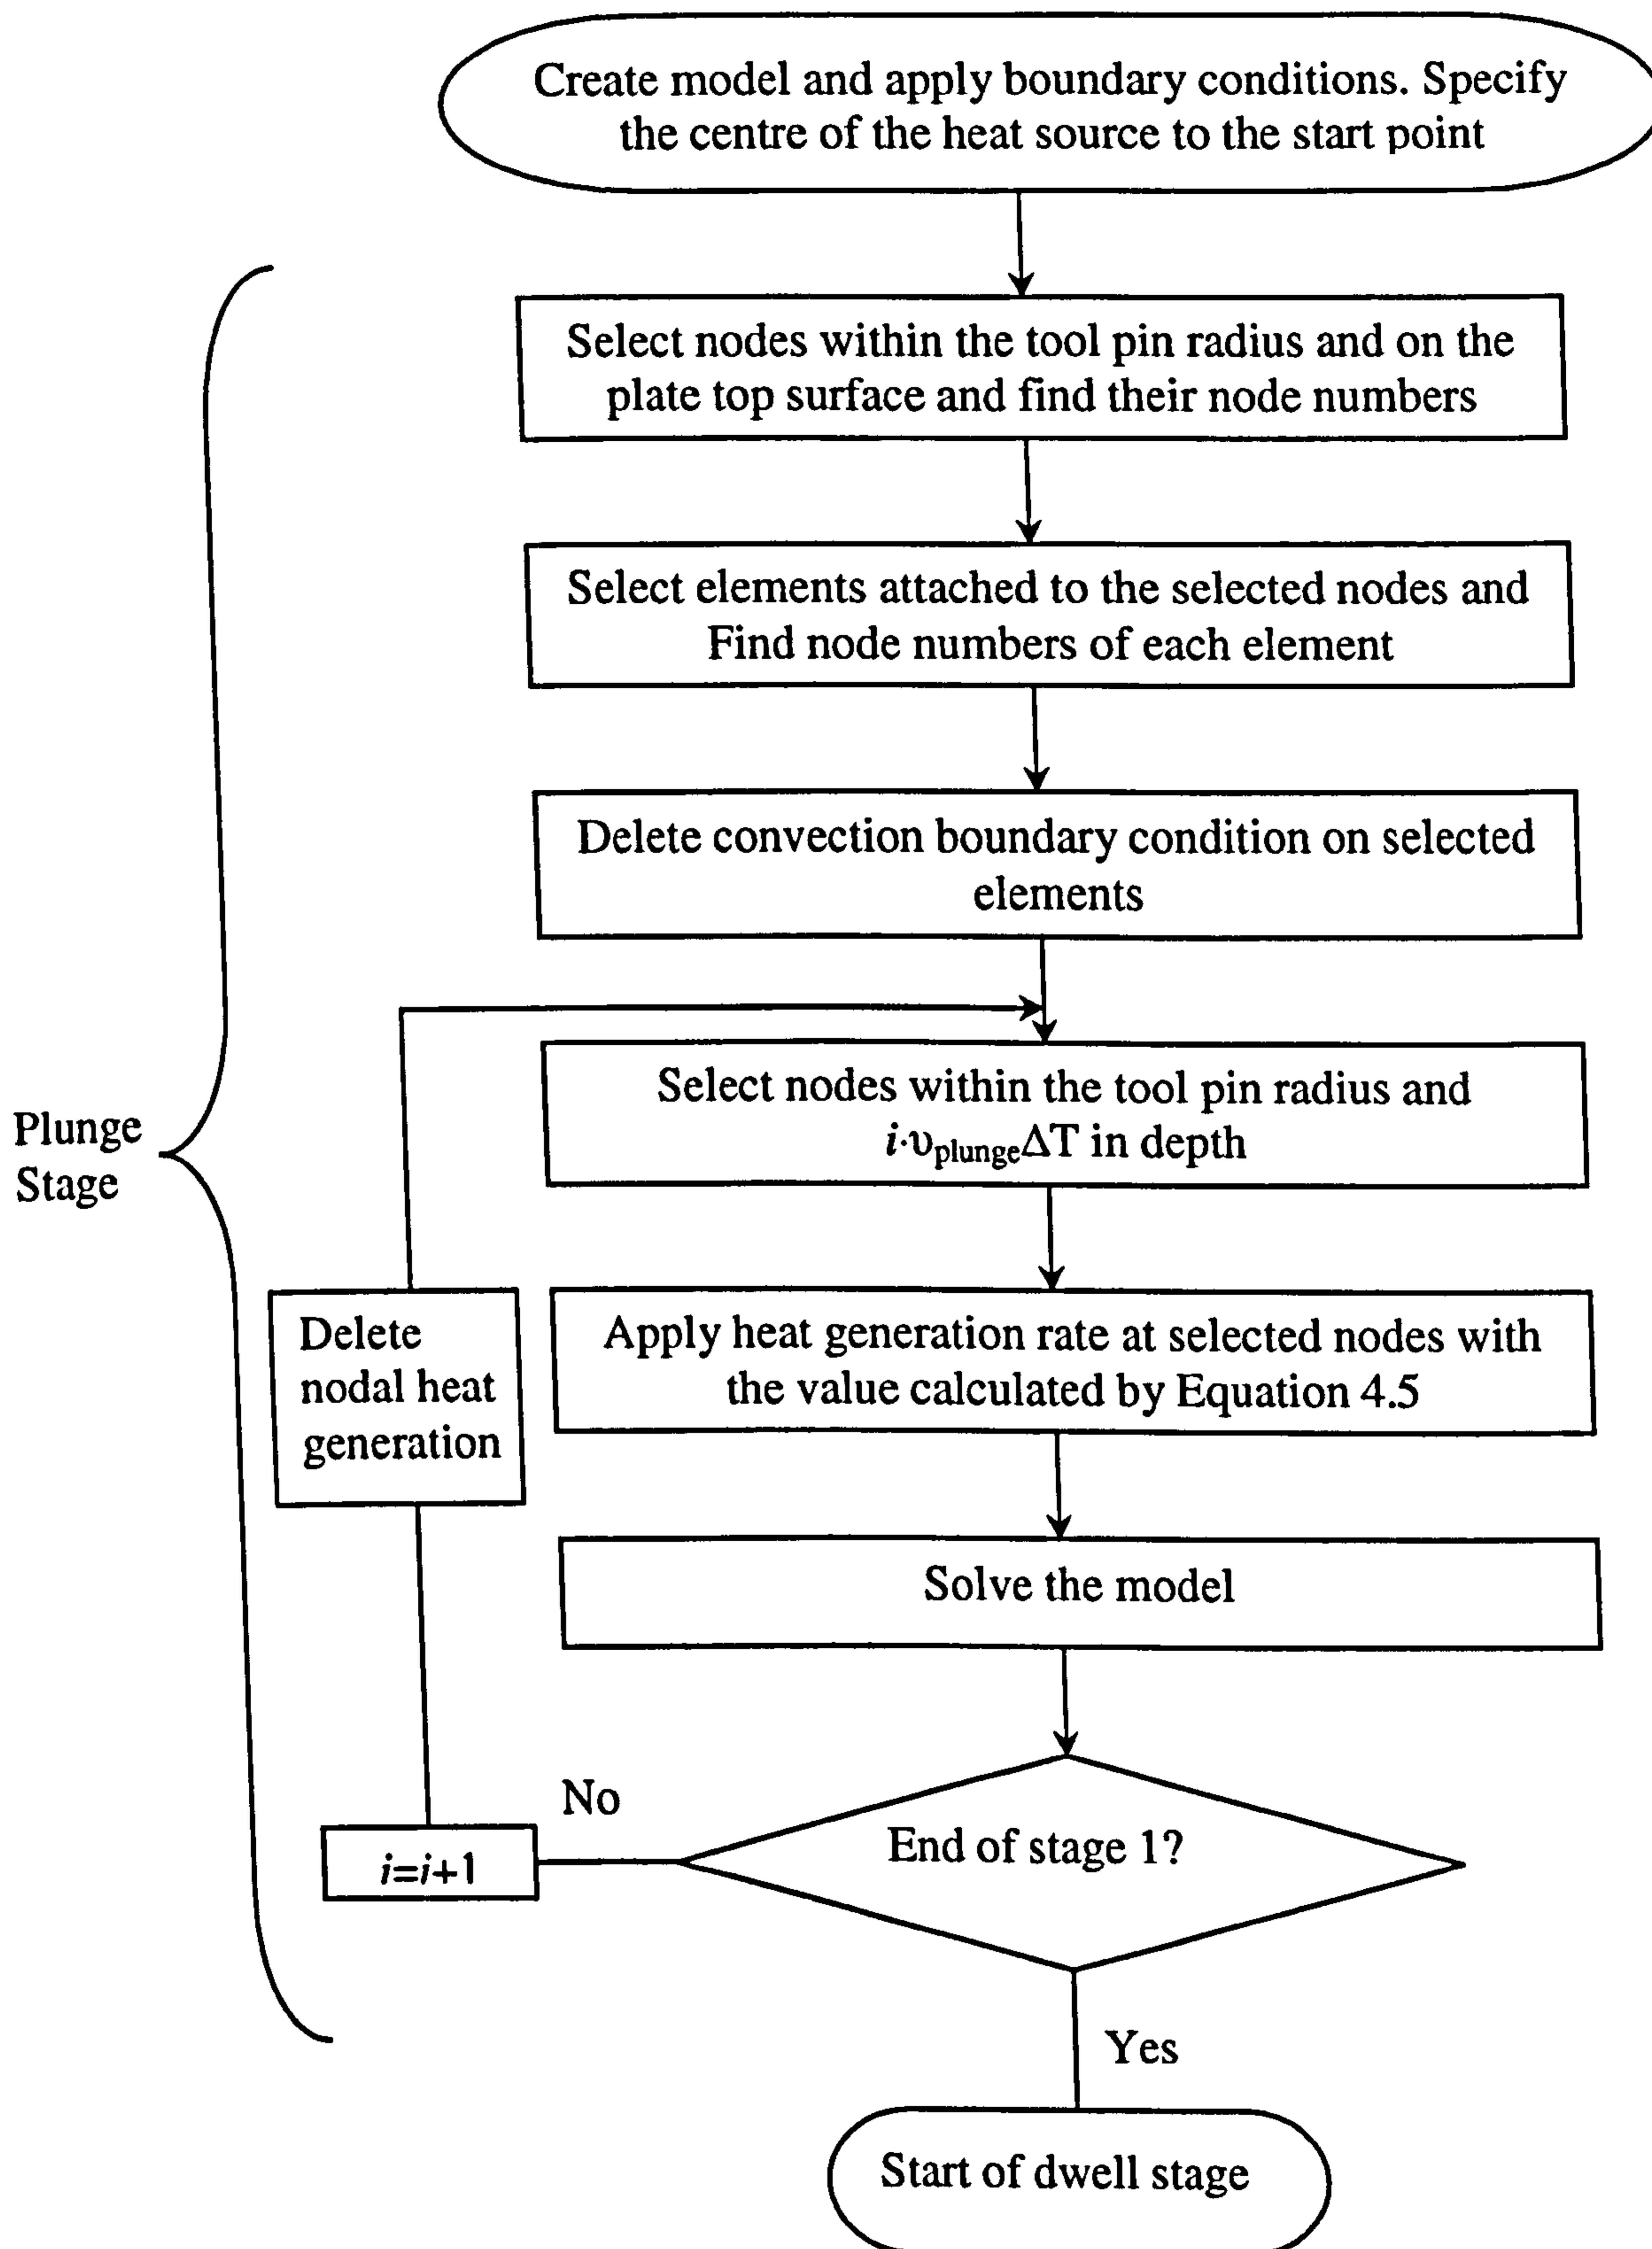 Create model and apply boundary conditions. Specify
the centre of the heat source to the start point
Select nodes within the tool pin radius and on the
plate top surface and find their node numbers
Select elements attached to the selected nodes and
Find node numbers of each element
Delete convection boundary condition on selected
elements
Select nodes within the tool pin radius and
i·υplungeΔT in depth
Plunge
Stage
Delete
nodal heat
generation
Apply heat generation rate at selected nodes with
the value calculated by Equation 4.5
Solve the model
No
End of stage 1?
i=i+1
Yes
Start of dwell stage